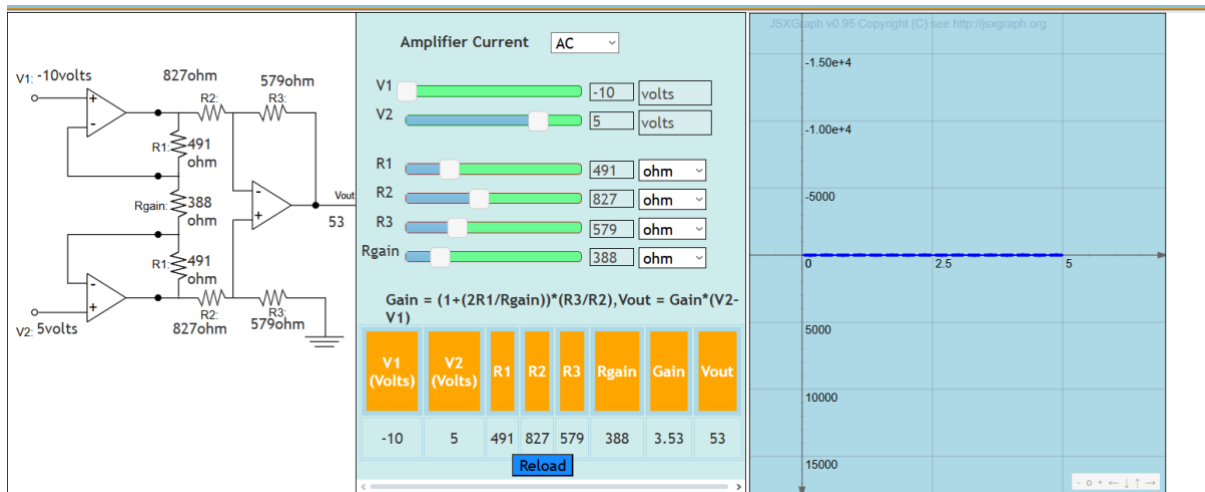 V1: -10volts
827ohm
579ohm
R2:
R3:
+
-
R1: 491
ohm
Rgain: 388
ohm
-
+
Vout
53
R1: 491
ohm
-
+
V2: 5volts
R2:
827ohm
R3:
579ohm
Amplifier Current AC
V1 -10 volts
V2 5 volts
R1 491 ohm
R2 827 ohm
R3 579 ohm
Rgain 388 ohm
Gain = (1+(2R1/Rgain))*(R3/R2),Vout = Gain*(V2-
V1)
V1 (Volts) V2 (Volts) R1 R2 R3 Rgain Gain Vout
-10 5 491 827 579 388 3.53 53
Reload
JSXGraph v0.95 Copyright (C) see http://jsxgraph.org
-1.50e+4
-1.00e+4
-5000
0 2.5 5
5000
10000
15000
- o + ← ↓ ↑ →